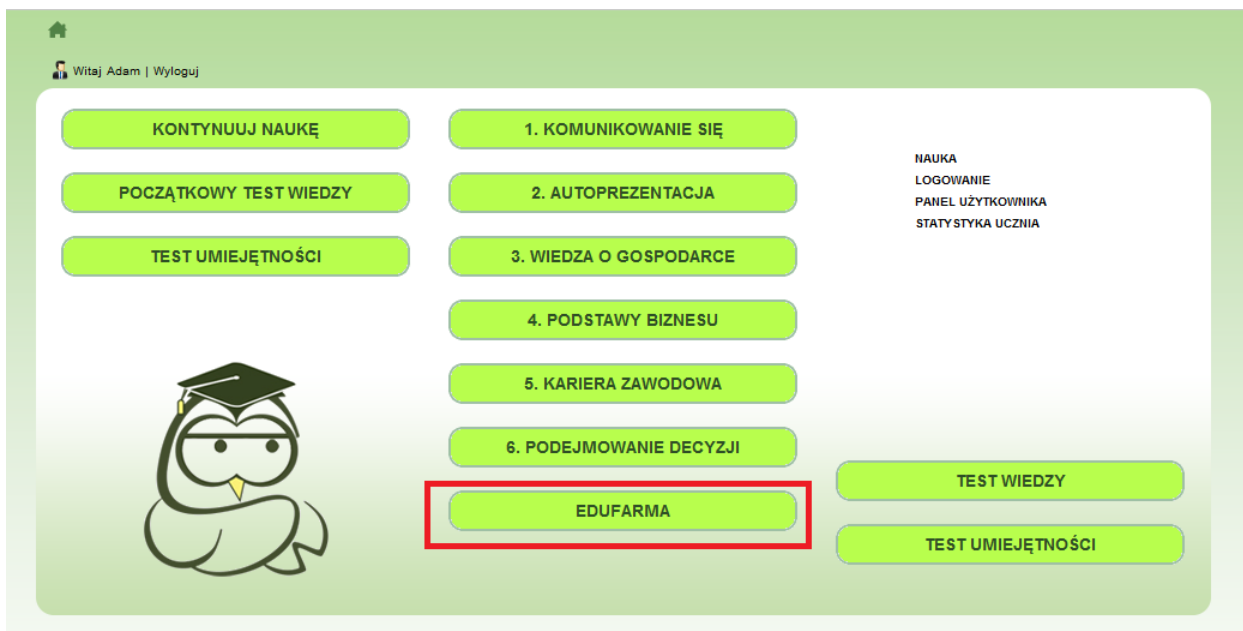 Witaj Adam | Wyloguj
KONTYNUUJ NAUKĘ
POCZĄTKOWY TEST WIEDZY
TEST UMIEJĘTNOŚCI
1. KOMUNIKOWANIE SIĘ
2. AUTOPREZENTACJA
3. WIEDZA O GOSPODARCE
4. PODSTAWY BIZNESU
5. KARIERA ZAWODOWA
6. PODEJMOWANIE DECYZJI
EDUFARMA
NAUKA
LOGOWANIE
PANEL UŻYTKOWNIKA
STATYSTYKA UCZNIA
TEST WIEDZY
TEST UMIEJĘTNOŚCI